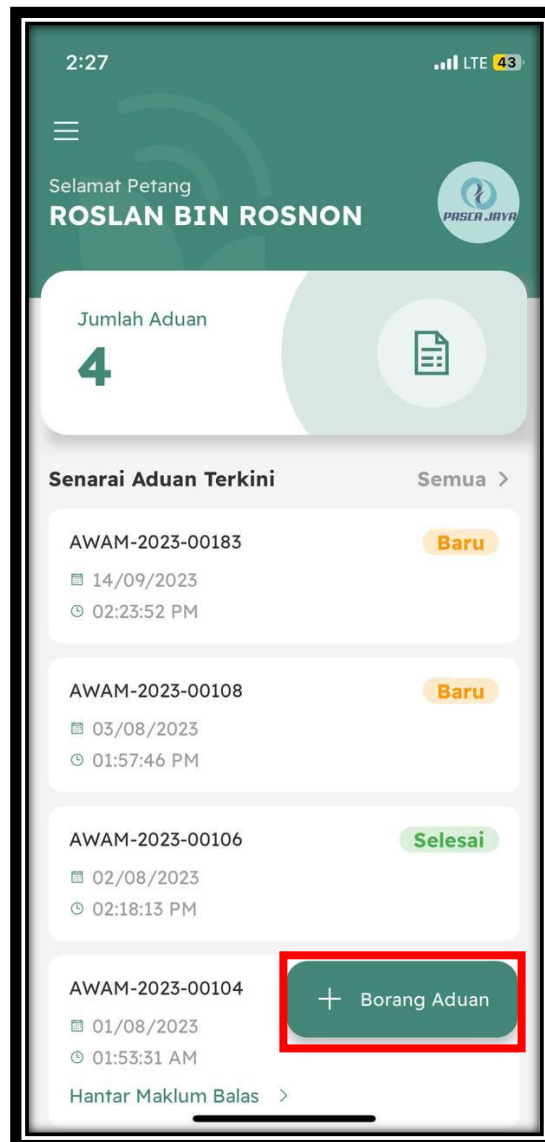 2:27
LTE 43
Selamat Petang
ROSLAN BIN ROSNON
PASCA JAYA
Jumlah Aduan
4
Senarai Aduan Terkini
Semua >
AWAM-2023-00183
Baru
14/09/2023
02:23:52 PM
AWAM-2023-00108
Baru
03/08/2023
01:57:46 PM
AWAM-2023-00106
Selesai
02/08/2023
02:18:13 PM
AWAM-2023-00104
+ Borang Aduan
01/08/2023
01:53:31 AM
Hantar Maklum Balas >